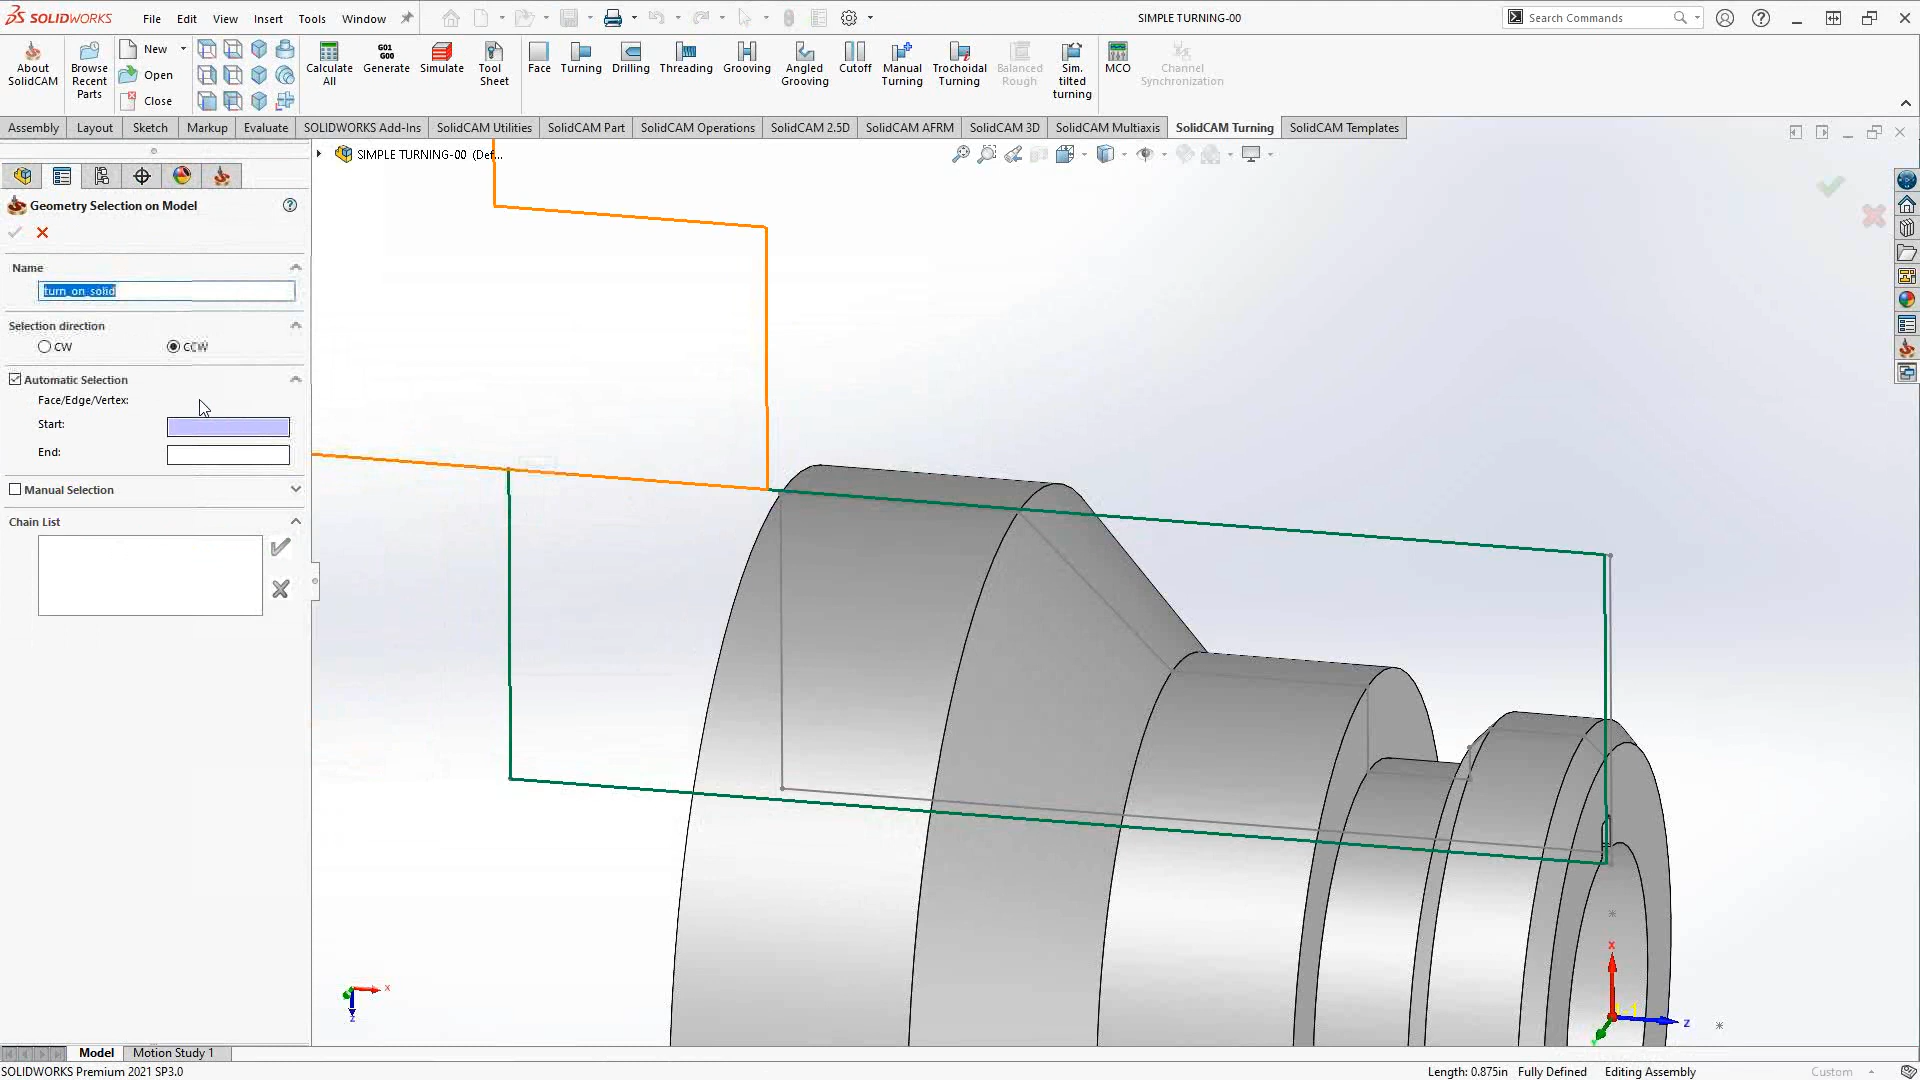 SOLIDWORKS File Edit View Insert Tools Window SIMPLE TURNING-00 Search Commands
About SolidCAM
Browse Recent Parts
New
Open
Close
Calculate All
G01 G00 Generate
Simulate
Tool Sheet
Face
Turning
Drilling
Threading
Grooving
Angled Grooving
Cutoff
Manual Turning
Trochoidal Turning
Balanced Rough
Sim. tilted turning
MCO
Channel Synchronization
Assembly Layout Sketch Markup Evaluate SOLIDWORKS Add-Ins SolidCAM Utilities SolidCAM Part SolidCAM Operations SolidCAM 2.5D SolidCAM AFRM SolidCAM 3D SolidCAM Multiaxis SolidCAM Turning SolidCAM Templates
SIMPLE TURNING-00 (Def...
Geometry Selection on Model
Name
turn_on_solid
Selection direction
CW CCW
Automatic Selection
Face/Edge/Vertex:
Start:
End:
Manual Selection
Chain List
x
z
X
Z
Model Motion Study 1
SOLIDWORKS Premium 2021 SP3.0 Length: 0.875in Fully Defined Editing Assembly Custom